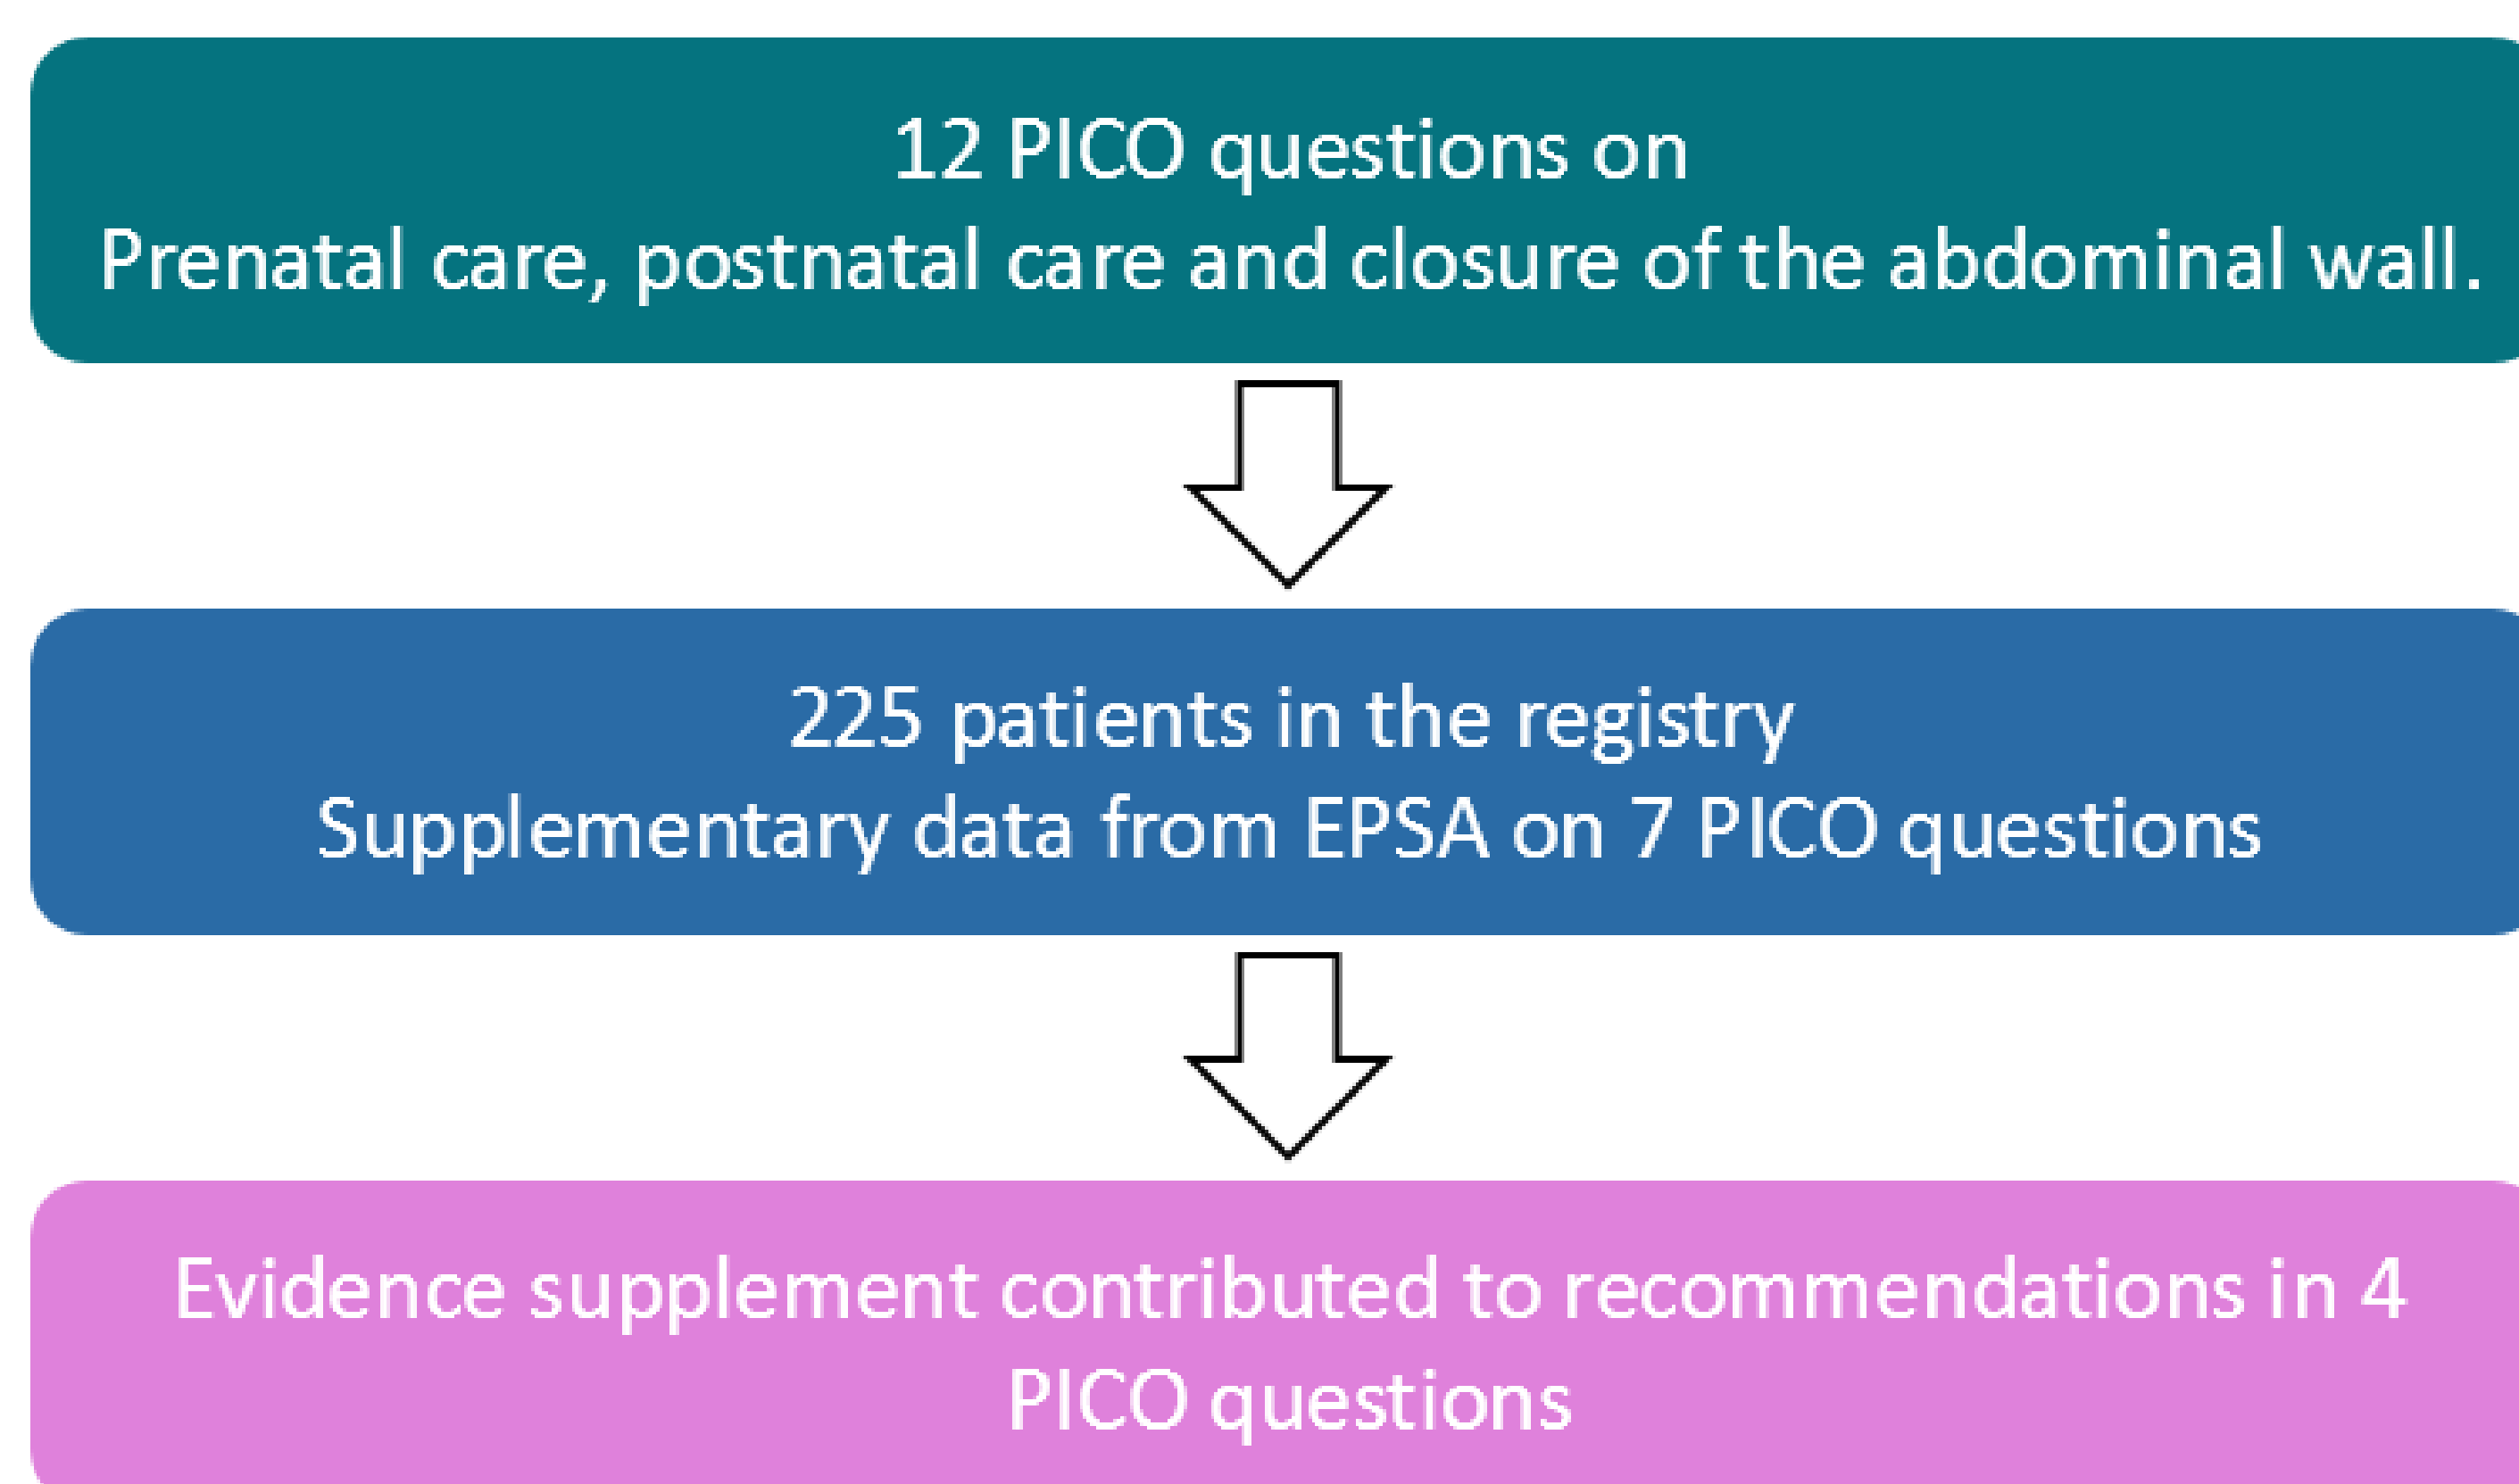 12 PICO questions on
Prenatal care, postnatal care and closure of the abdominal wall.
225 patients in the registry
Supplementary data from EPSA on 7 PICO questions
Evidence supplement contributed to recommendations in 4
PICO questions